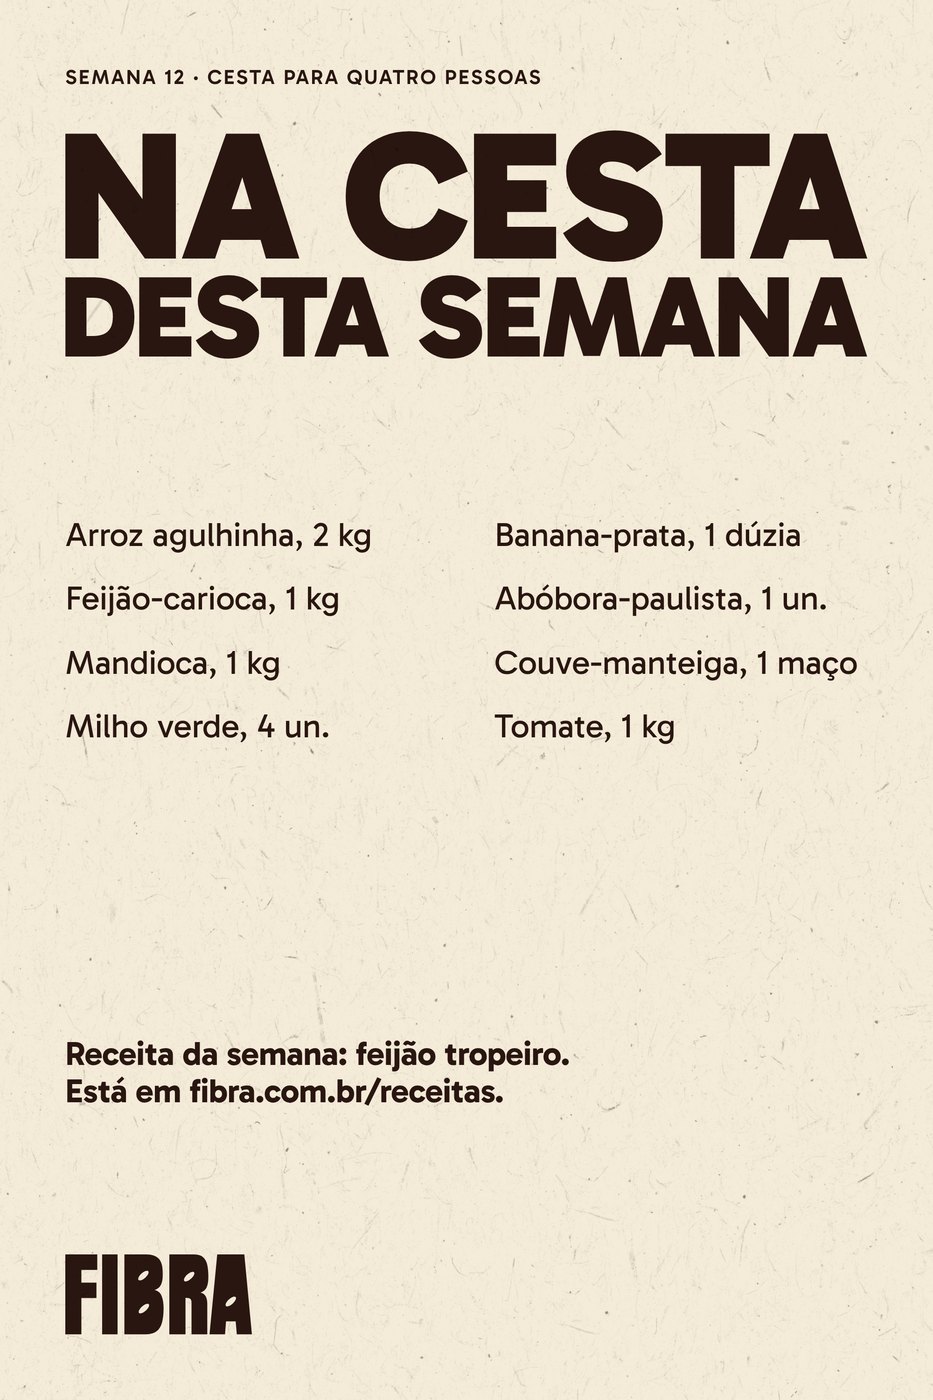 SEMANA 12 · CESTA PARA QUATRO PESSOAS
NA CESTA
DESTA SEMANA
Arroz agulhinha, 2 kg
Feijão-carioca, 1 kg
Mandioca, 1 kg
Milho verde, 4 un.
Banana-prata, 1 dúzia
Abóbora-paulista, 1 un.
Couve-manteiga, 1 maço
Tomate, 1 kg
Receita da semana: feijão tropeiro.
Está em fibra.com.br/receitas.
FIBRA